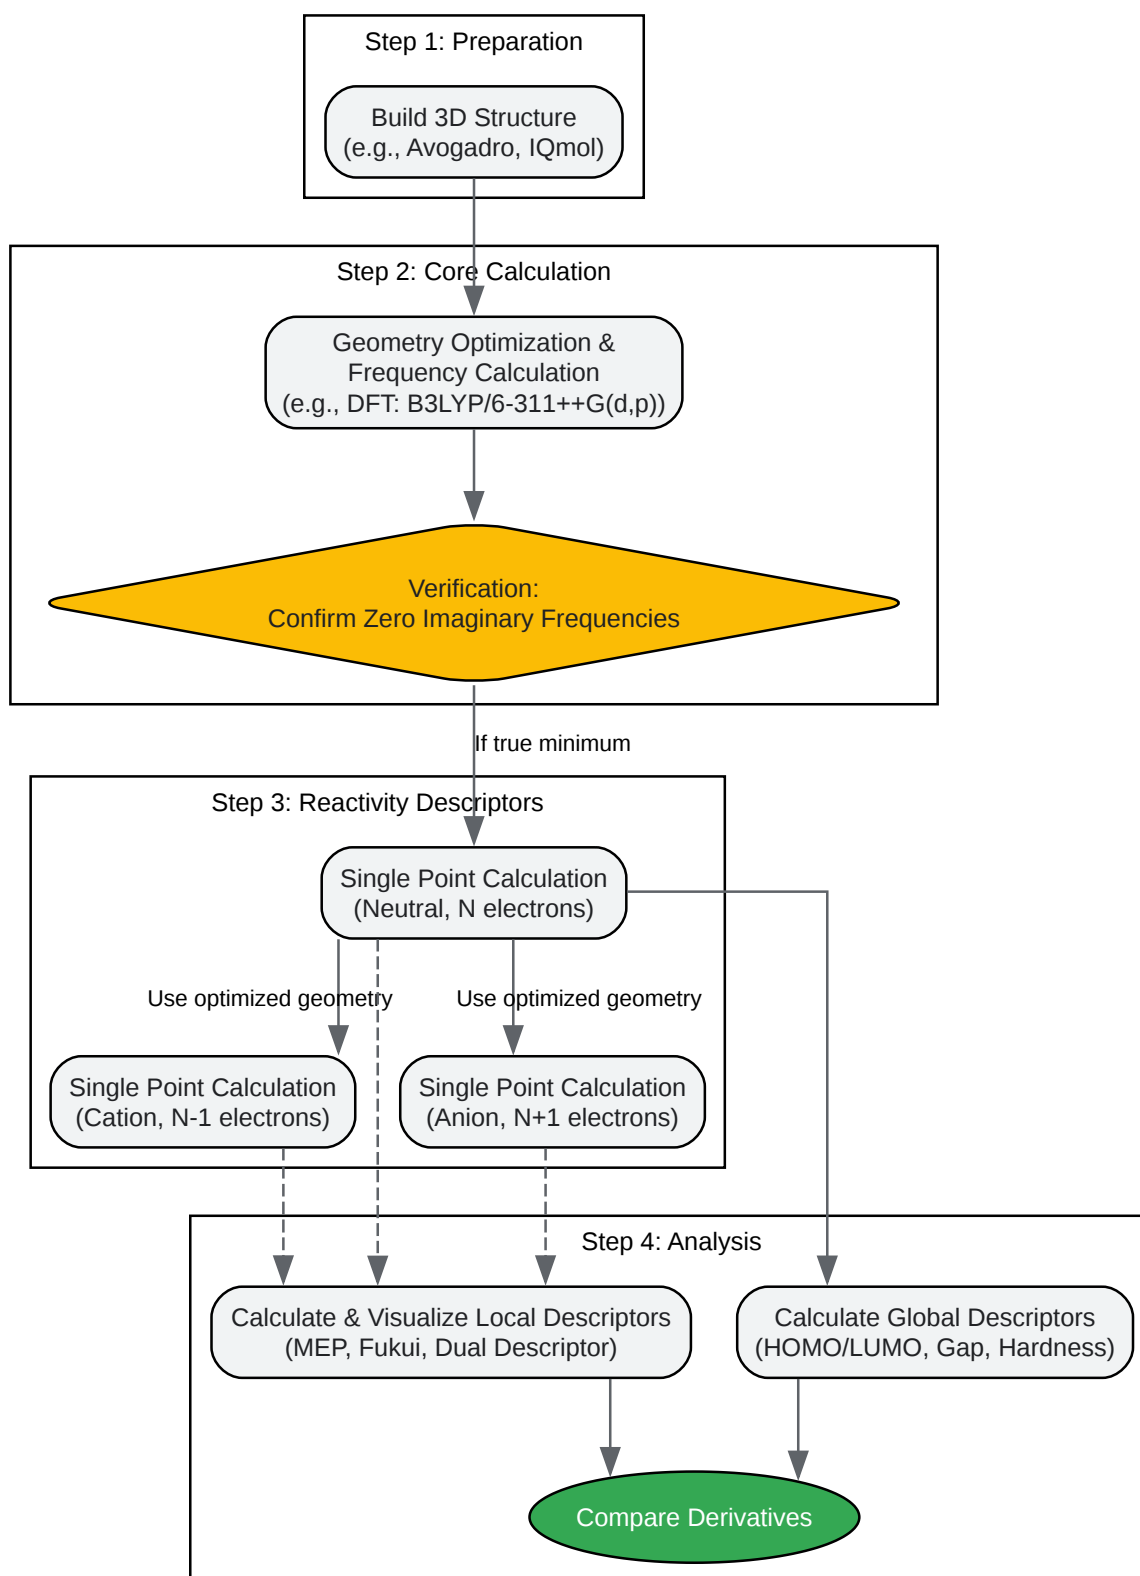 Step 1: Preparation
Build 3D Structure
(e.g., Avogadro, IQmol)
Step 2: Core Calculation
Geometry Optimization &
Frequency Calculation
(e.g., DFT: B3LYP/6-311++G(d,p))
Verification:
Confirm Zero Imaginary Frequencies
If true minimum
Step 3: Reactivity Descriptors
Single Point Calculation
(Neutral, N electrons)
Use optimized geometry
Use optimized geometry
Single Point Calculation
(Cation, N-1 electrons)
Single Point Calculation
(Anion, N+1 electrons)
Step 4: Analysis
Calculate & Visualize Local Descriptors
(MEP, Fukui, Dual Descriptor)
Calculate Global Descriptors
(HOMO/LUMO, Gap, Hardness)
Compare Derivatives